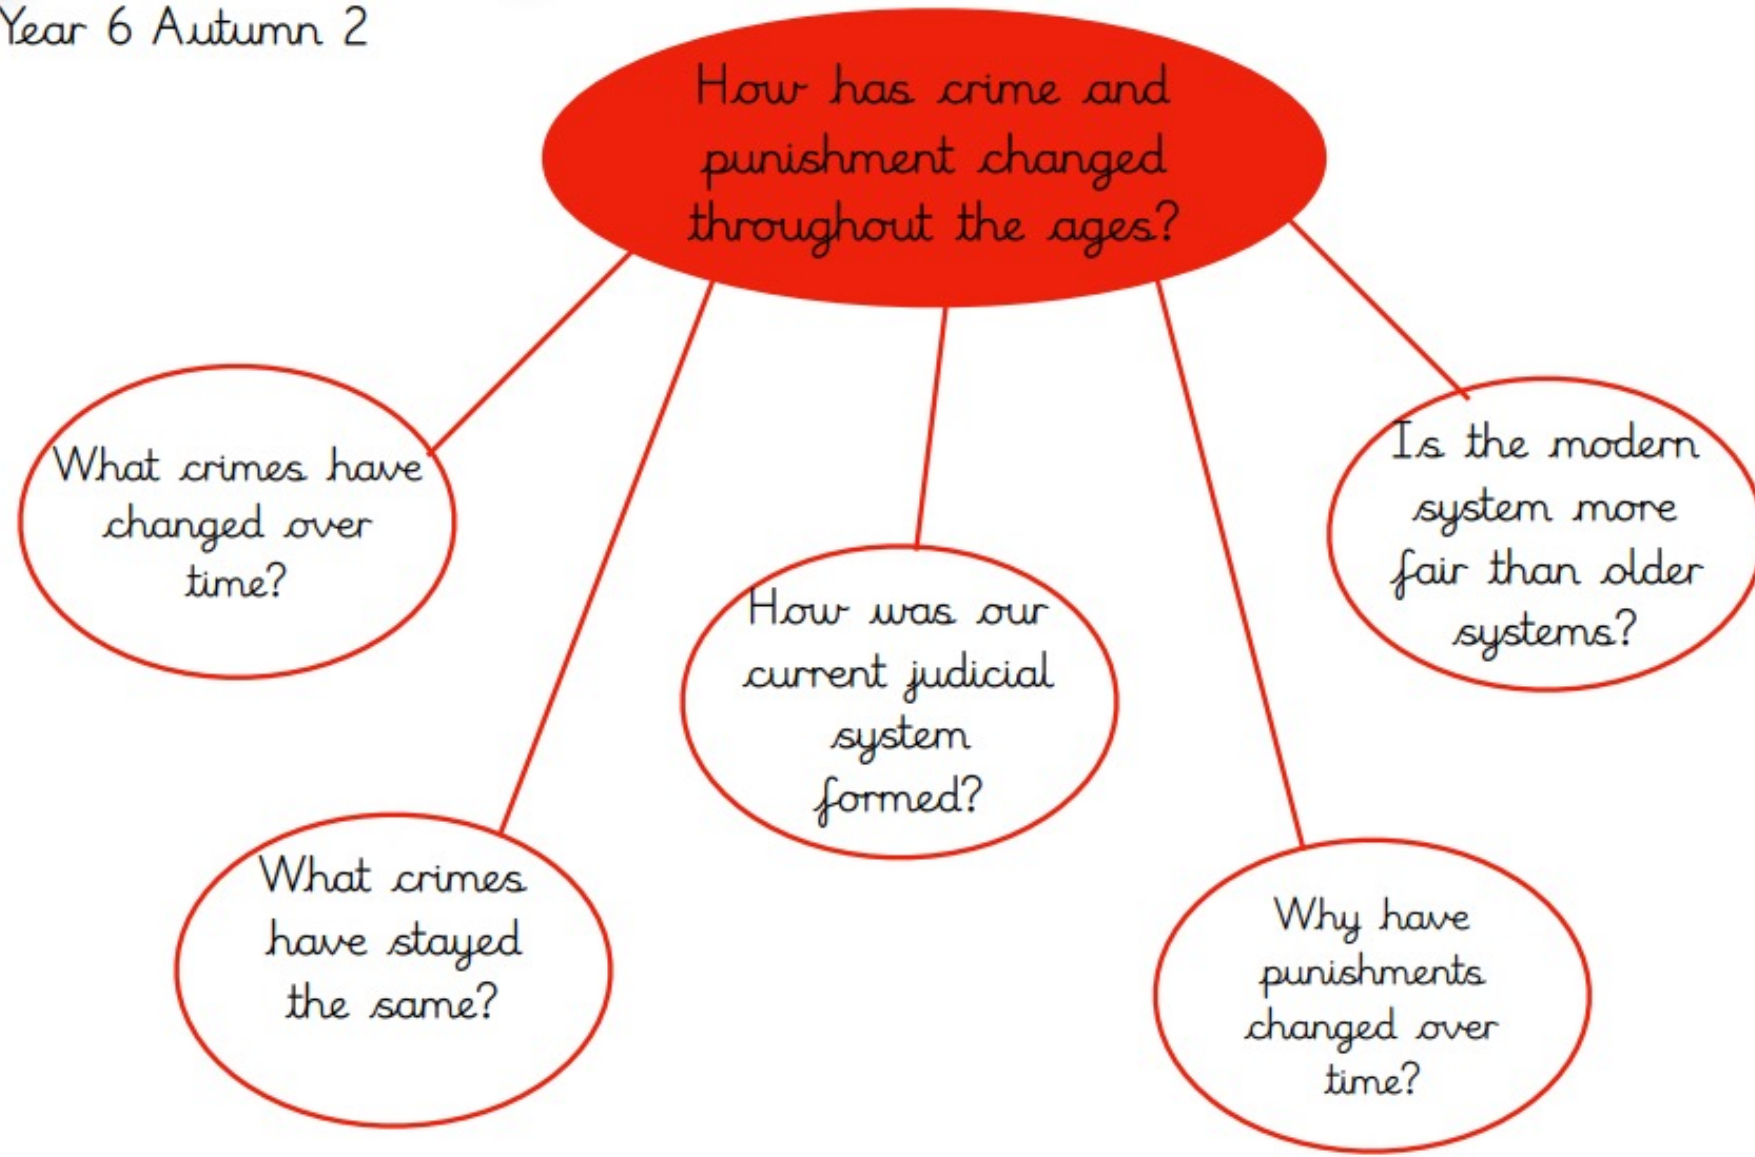 Year 6 Autumn 2
How has crime and
punishment changed
throughout the ages?
What crimes have
changed over
time?
What crimes
have stayed
the same?
How was our
current judicial
system
formed?
Why have
punishments
changed over
time?
Is the modern
system more
fair than older
systems?